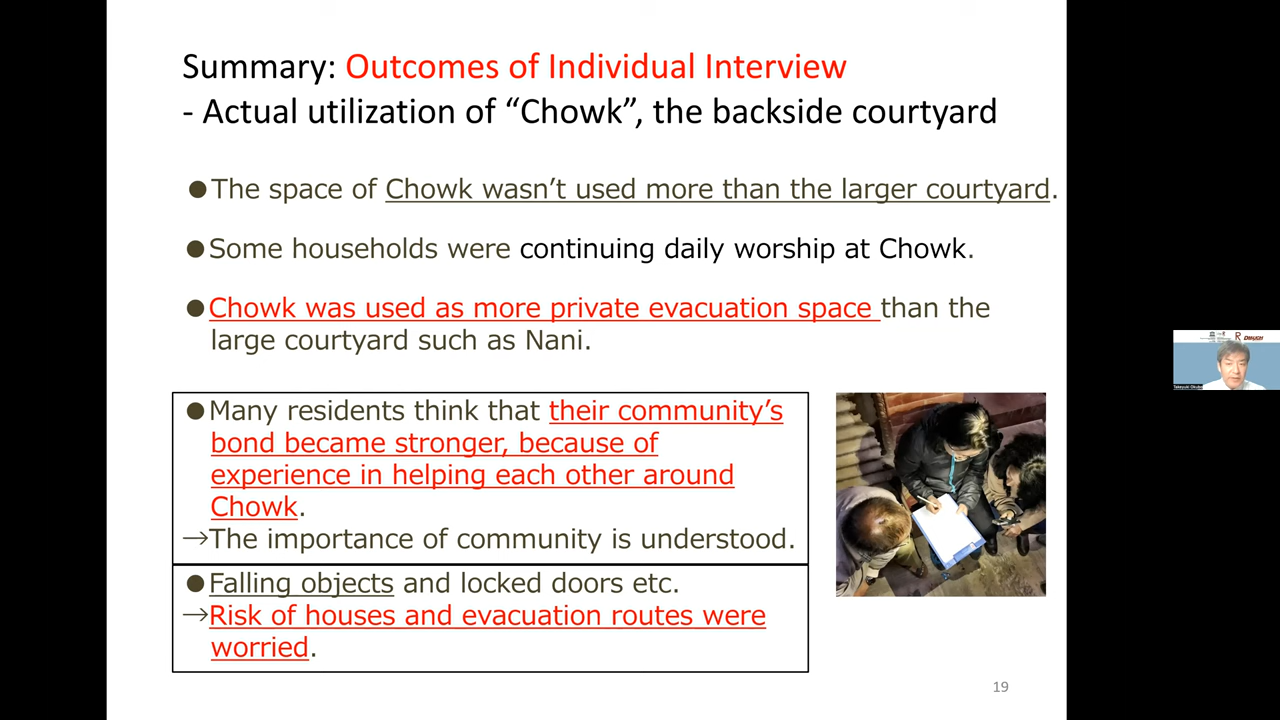 Summary: Outcomes of Individual Interview
- Actual utilization of “Chowk”, the backside courtyard
●The space of Chowk wasn’t used more than the larger courtyard.
●Some households were continuing daily worship at Chowk.
●Chowk was used as more private evacuation space than the
large courtyard such as Nani.
●Many residents think that their community’s
bond became stronger, because of
experience in helping each other around
Chowk.
→The importance of community is understood.
●Falling objects and locked doors etc.
→Risk of houses and evacuation routes were
worried.
19